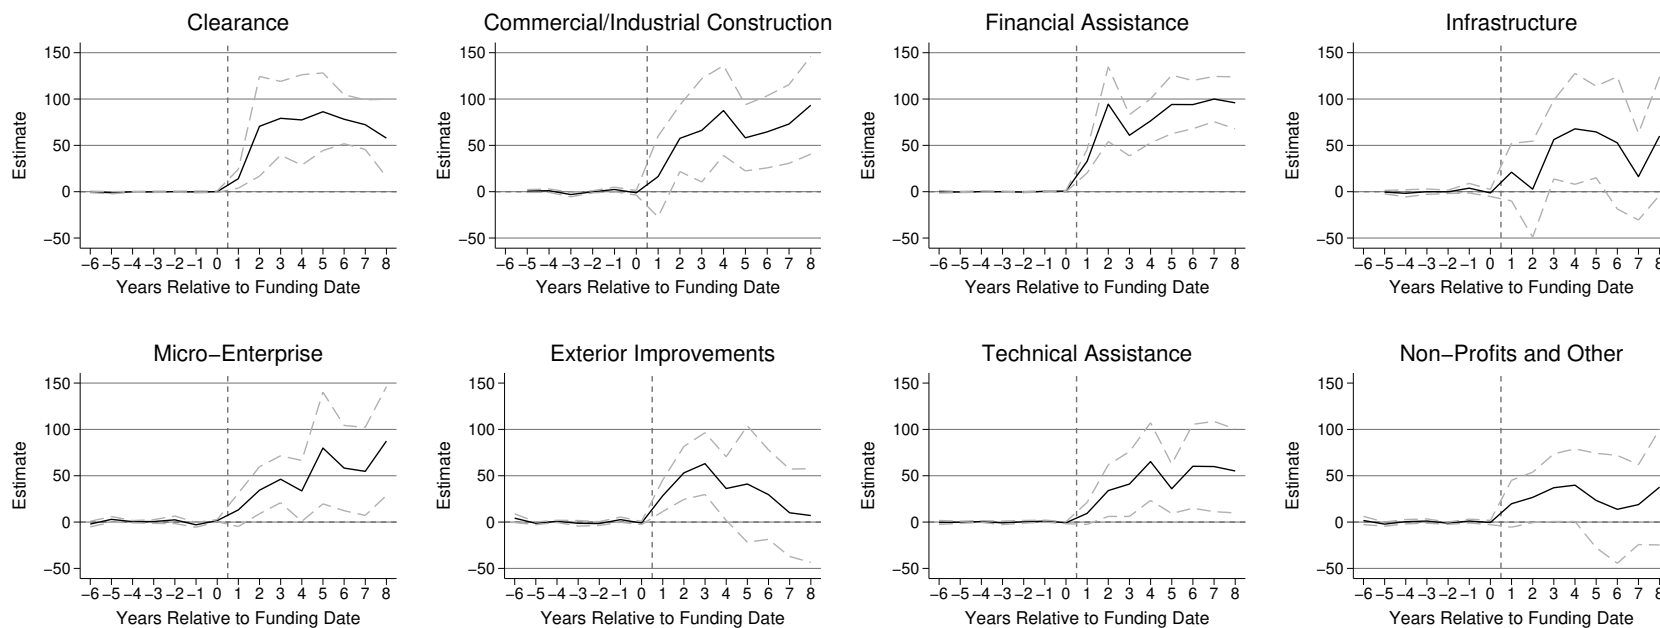 Clearance
150
100
50
0
−50
Estimate
−6 −5 −4 −3 −2 −1 0 1 2 3 4 5 6 7 8
Years Relative to Funding Date
Commercial/Industrial Construction
150
100
50
0
−50
Estimate
−6 −5 −4 −3 −2 −1 0 1 2 3 4 5 6 7 8
Years Relative to Funding Date
Financial Assistance
150
100
50
0
−50
Estimate
−6 −5 −4 −3 −2 −1 0 1 2 3 4 5 6 7 8
Years Relative to Funding Date
Infrastructure
150
100
50
0
−50
Estimate
−6 −5 −4 −3 −2 −1 0 1 2 3 4 5 6 7 8
Years Relative to Funding Date
Micro−Enterprise
150
100
50
0
−50
Estimate
−6 −5 −4 −3 −2 −1 0 1 2 3 4 5 6 7 8
Years Relative to Funding Date
Exterior Improvements
150
100
50
0
−50
Estimate
−6 −5 −4 −3 −2 −1 0 1 2 3 4 5 6 7 8
Years Relative to Funding Date
Technical Assistance
150
100
50
0
−50
Estimate
−6 −5 −4 −3 −2 −1 0 1 2 3 4 5 6 7 8
Years Relative to Funding Date
Non−Profits and Other
150
100
50
0
−50
Estimate
−6 −5 −4 −3 −2 −1 0 1 2 3 4 5 6 7 8
Years Relative to Funding Date